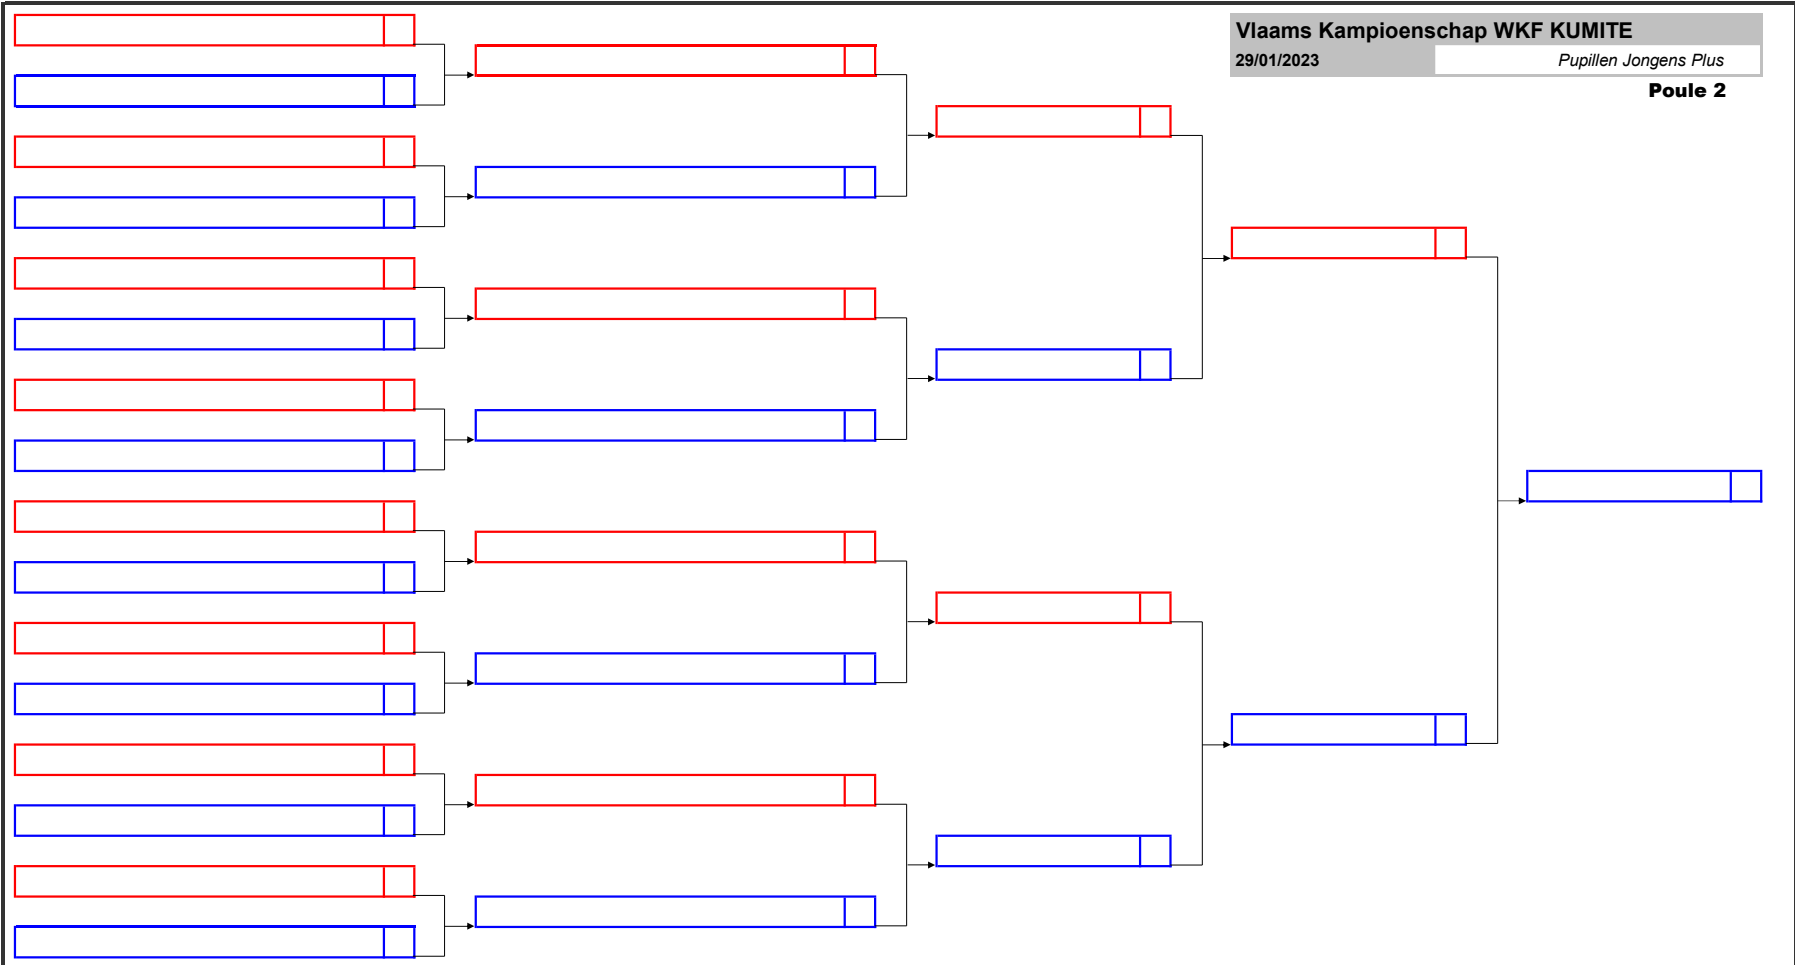 Vlaams Kampioenschap WKF KUMITE
29/01/2023 Pupillen Jongens Plus
Poule 2